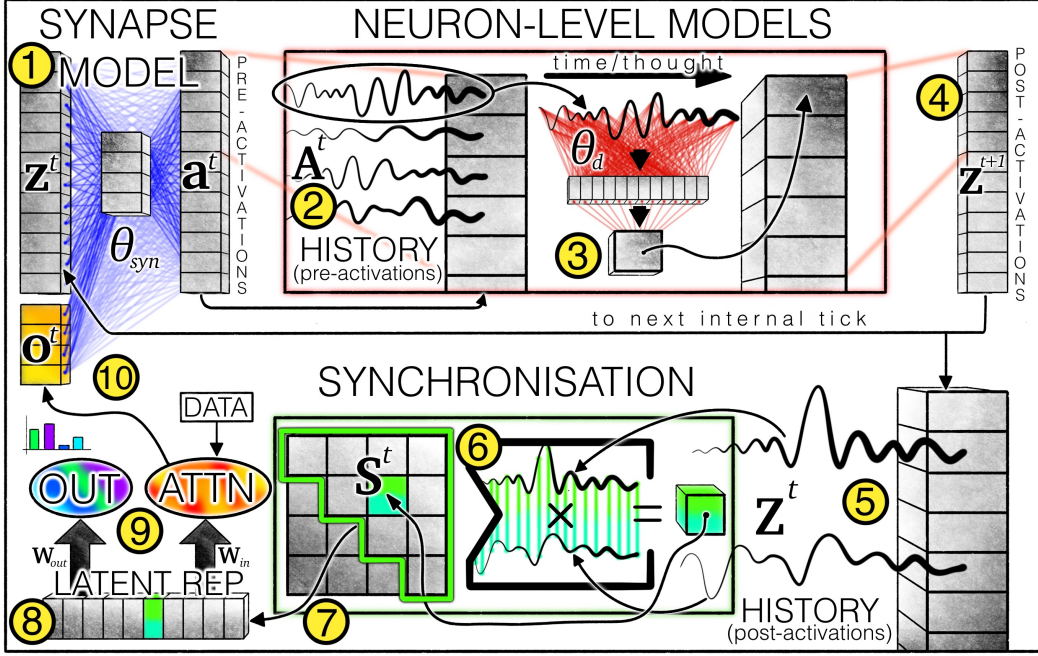 SYNAPSE
MODEL
1
z^t
PRE-ACTIVATIONS
a^t
θ_syn
o^t
NEURON-LEVEL MODELS
time/thought
A^t
2
HISTORY
(pre-activations)
θ_d
3
4
POST-ACTIVATIONS
z^{t+1}
to next internal tick
10
DATA
OUT
ATTN
9
W_out
W_in
LATENT REP
8
SYNCHRONISATION
S^t
7
6
×
=
Z^t
5
HISTORY
(post-activations)